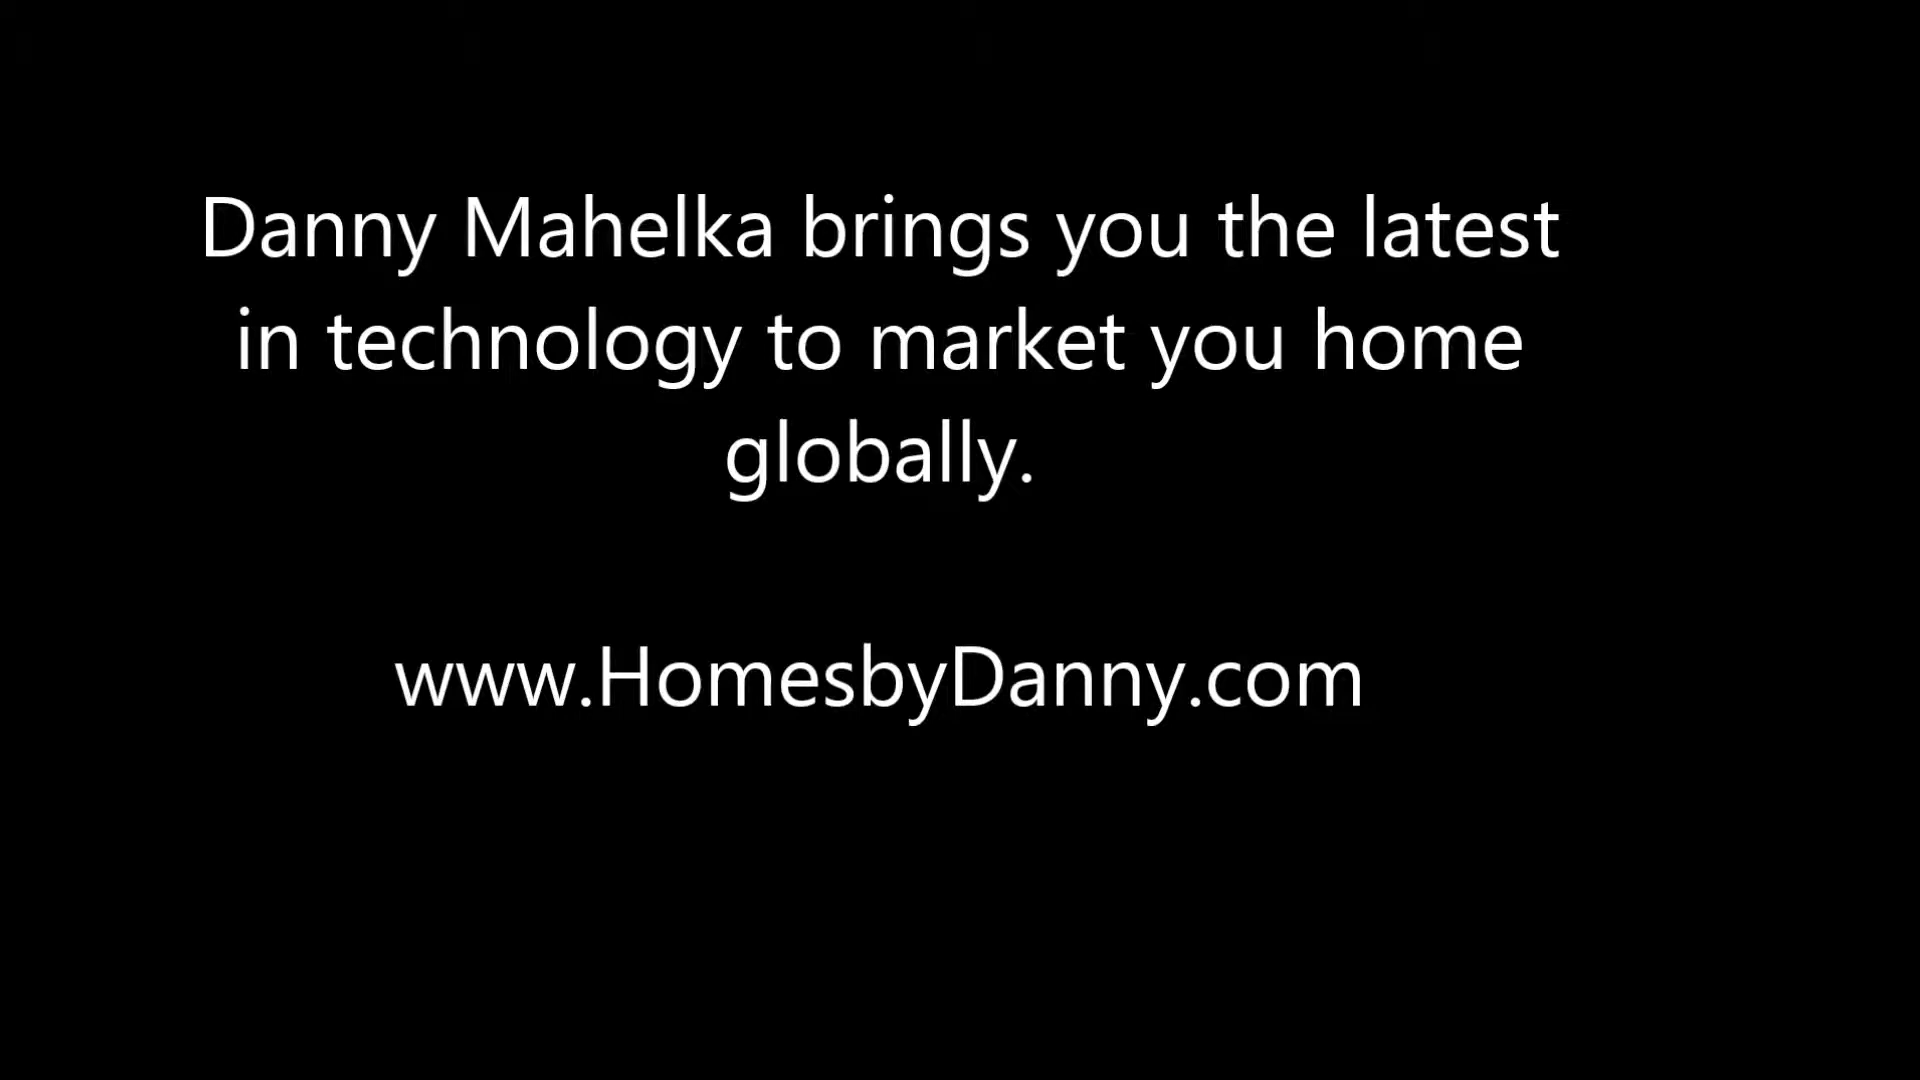 Danny Mahelka brings you the latest
in technology to market you home
globally.
www.HomesbyDanny.com